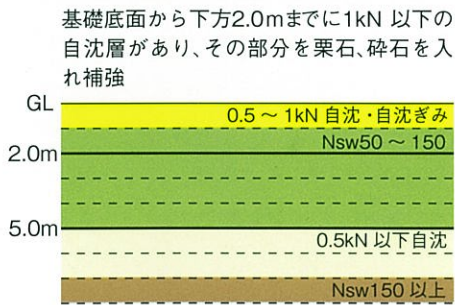 基礎底面から下方2.0mまでに1kN 以下の
自沈層があり、その部分を栗石、砕石を入
れ補強
GL
0.5 ～ 1kN 自沈・自沈ぎみ
Nsw50 ～ 150
2.0m
5.0m
0.5kN 以下自沈
Nsw150 以上